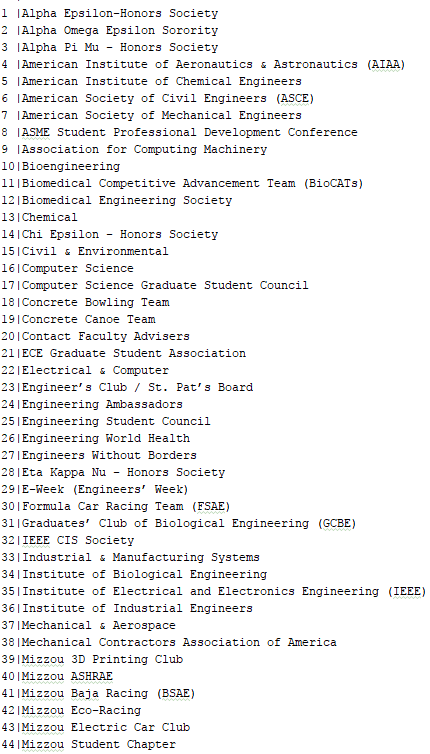 1 |Alpha Epsilon-Honors Society
2 |Alpha Omega Epsilon Sorority
3 |Alpha Pi Mu – Honors Society
4 |American Institute of Aeronautics & Astronautics (AIAA)
5 |American Institute of Chemical Engineers
6 |American Society of Civil Engineers (ASCE)
7 |American Society of Mechanical Engineers
8 |ASME Student Professional Development Conference
9 |Association for Computing Machinery
10|Bioengineering
11|Biomedical Competitive Advancement Team (BioCATs)
12|Biomedical Engineering Society
13|Chemical
14|Chi Epsilon – Honors Society
15|Civil & Environmental
16|Computer Science
17|Computer Science Graduate Student Council
18|Concrete Bowling Team
19|Concrete Canoe Team
20|Contact Faculty Advisers
21|ECE Graduate Student Association
22|Electrical & Computer
23|Engineer’s Club / St. Pat’s Board
24|Engineering Ambassadors
25|Engineering Student Council
26|Engineering World Health
27|Engineers Without Borders
28|Eta Kappa Nu – Honors Society
29|E-Week (Engineers’ Week)
30|Formula Car Racing Team (FSAE)
31|Graduates’ Club of Biological Engineering (GCBE)
32|IEEE CIS Society
33|Industrial & Manufacturing Systems
34|Institute of Biological Engineering
35|Institute of Electrical and Electronics Engineering (IEEE)
36|Institute of Industrial Engineers
37|Mechanical & Aerospace
38|Mechanical Contractors Association of America
39|Mizzou 3D Printing Club
40|Mizzou ASHRAE
41|Mizzou Baja Racing (BSAE)
42|Mizzou Eco-Racing
43|Mizzou Electric Car Club
44|Mizzou Student Chapter